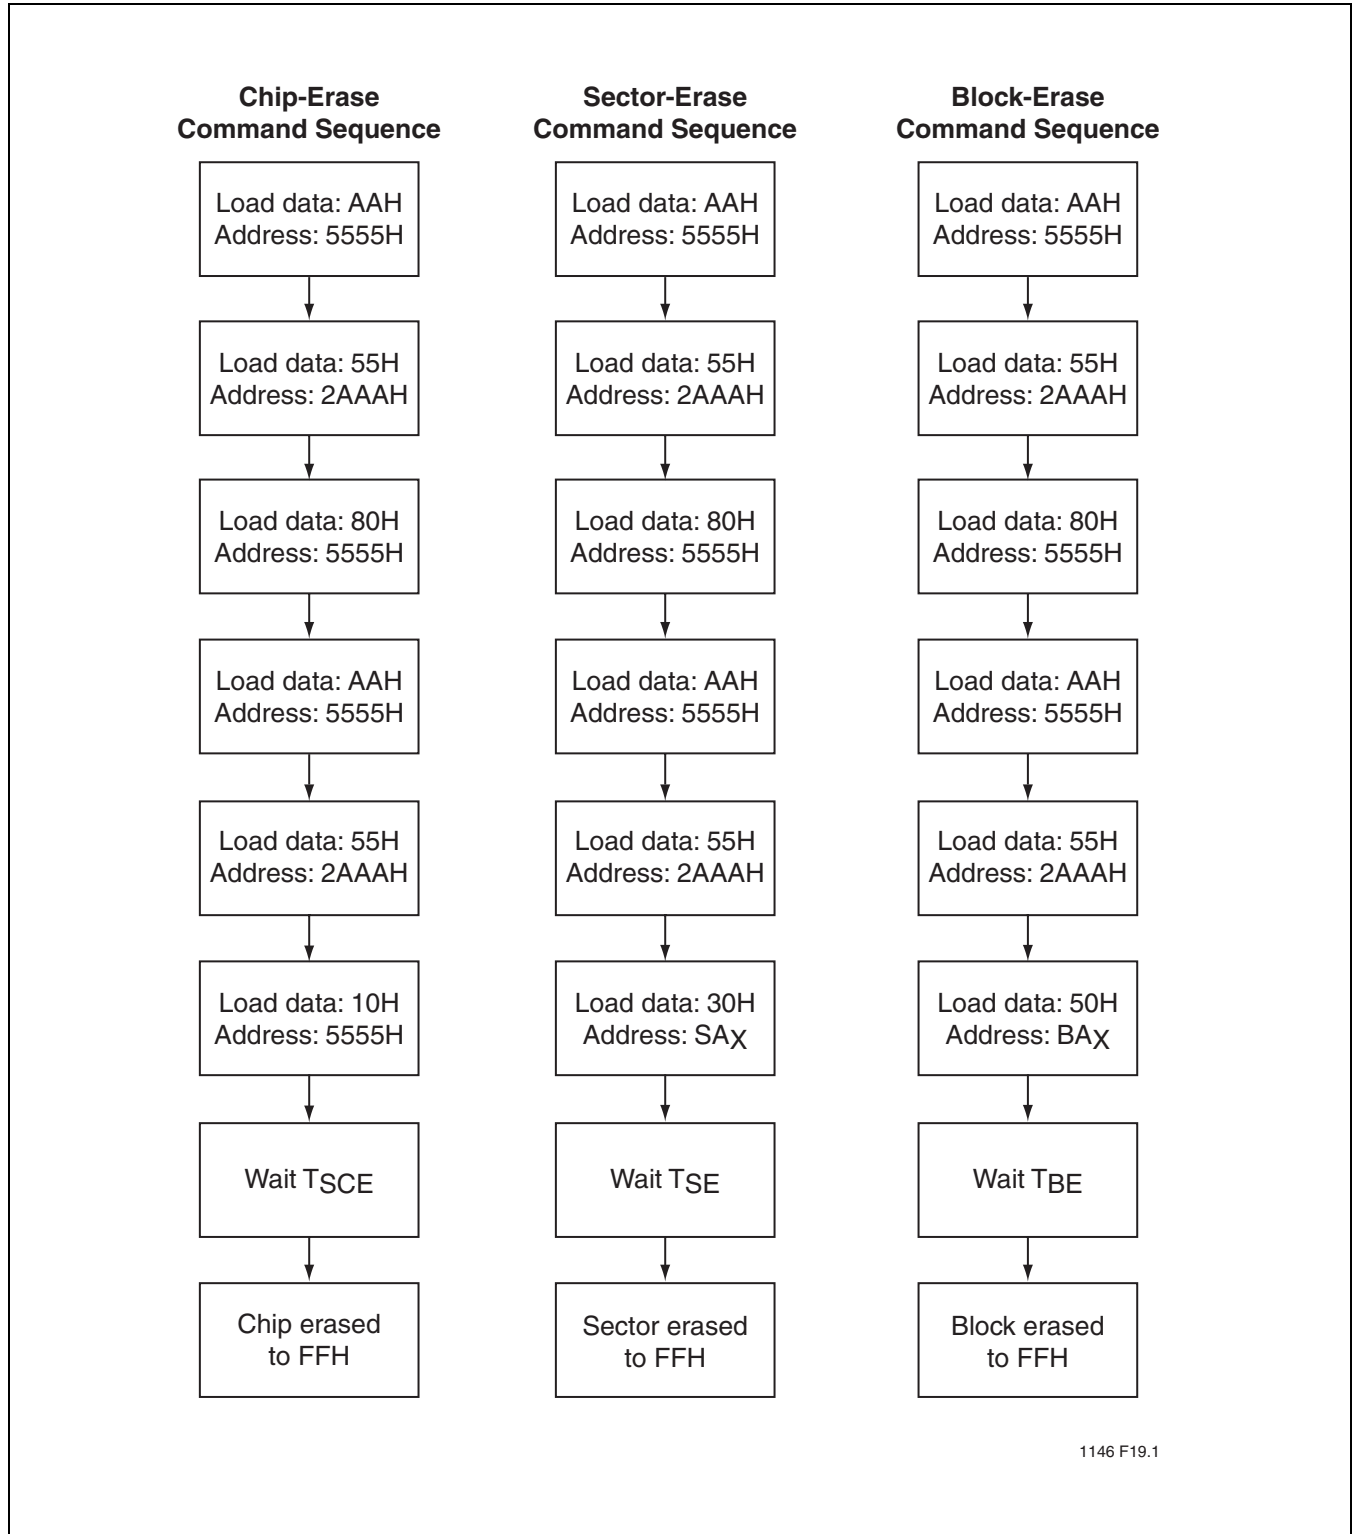 Chip-Erase
Command Sequence
Load data: AAH
Address: 5555H
Load data: 55H
Address: 2AAAH
Load data: 80H
Address: 5555H
Load data: AAH
Address: 5555H
Load data: 55H
Address: 2AAAH
Load data: 10H
Address: 5555H
Wait TSCE
Chip erased
to FFH
Sector-Erase
Command Sequence
Load data: AAH
Address: 5555H
Load data: 55H
Address: 2AAAH
Load data: 80H
Address: 5555H
Load data: AAH
Address: 5555H
Load data: 55H
Address: 2AAAH
Load data: 30H
Address: SAX
Wait TSE
Sector erased
to FFH
Block-Erase
Command Sequence
Load data: AAH
Address: 5555H
Load data: 55H
Address: 2AAAH
Load data: 80H
Address: 5555H
Load data: AAH
Address: 5555H
Load data: 55H
Address: 2AAAH
Load data: 50H
Address: BAX
Wait TBE
Block erased
to FFH
1146 F19.1